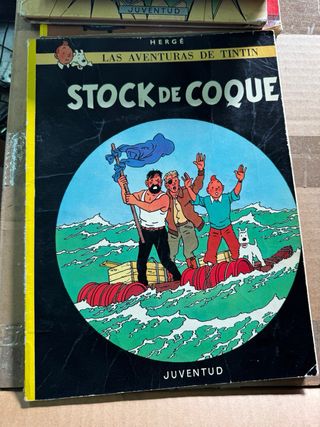 JUVENTUD
HERGÉ
LAS AVENTURAS DE TINTIN
STOCK DE COQUE
JUVENTUD